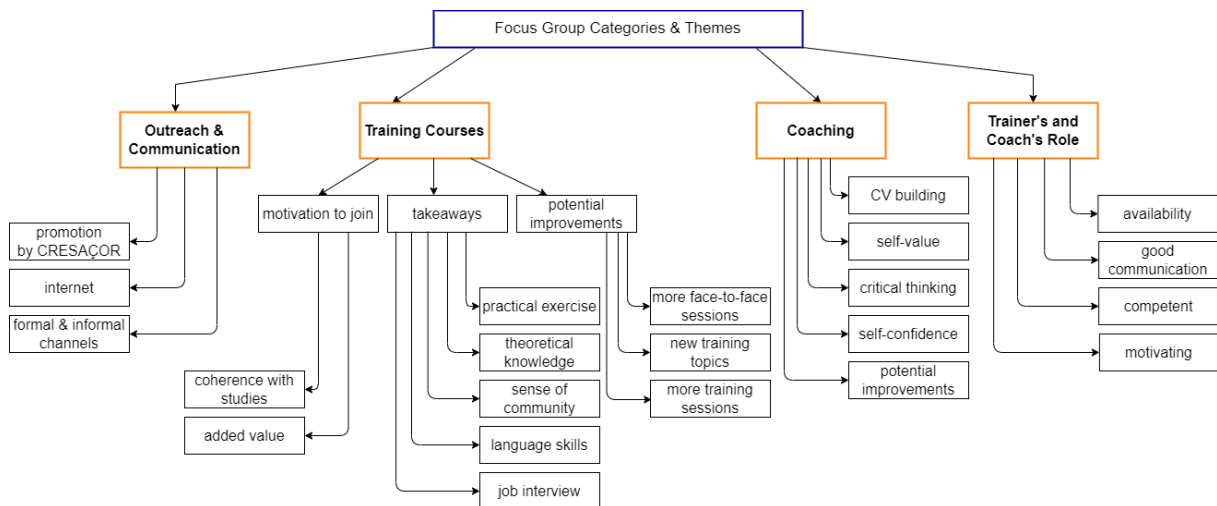 Focus Group Categories & Themes
Outreach &
Communication
Training Courses
Coaching
Trainer's and
Coach's Role
motivation to join
takeaways
potential
improvements
promotion
by CRESAÇOR
internet
formal & informal
channels
coherence with
studies
added value
practical exercise
theoretical
knowledge
sense of
community
language skills
job interview
more face-to-face
sessions
new training
topics
more training
sessions
CV building
self-value
critical thinking
self-confidence
potential
improvements
availability
good
communication
competent
motivating